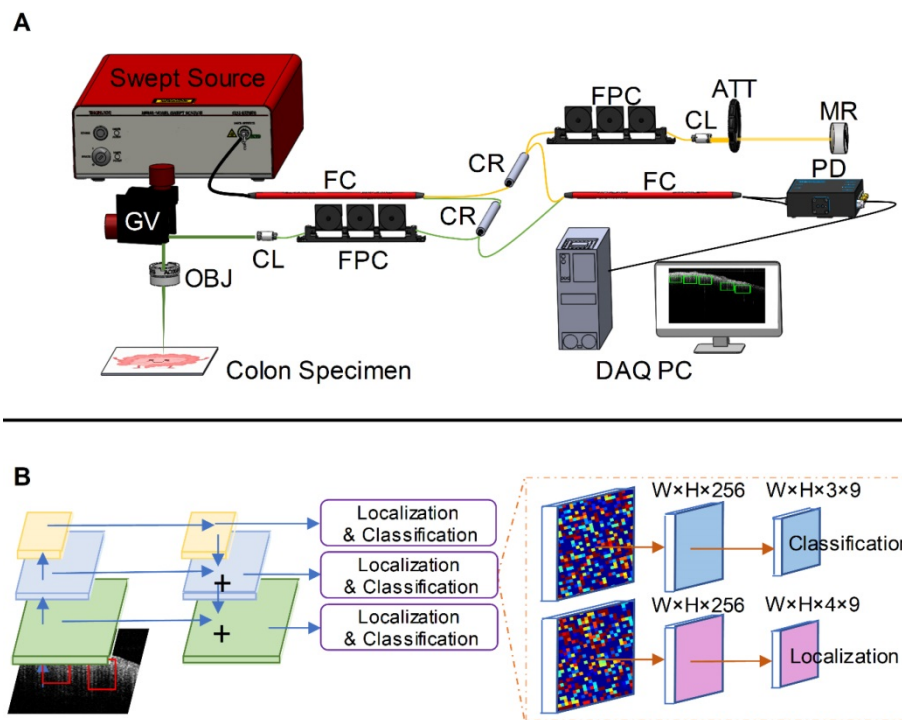 A
Swept Source
FPC
CL
ATT
MR
CR
FC
FC
PD
GV
CR
OBJ
CL
FPC
Colon Specimen
DAQ PC
B
Localization
& Classification
Localization
& Classification
Localization
& Classification
W×H×256
W×H×3×9
Classification
W×H×256
W×H×4×9
Localization
+
+